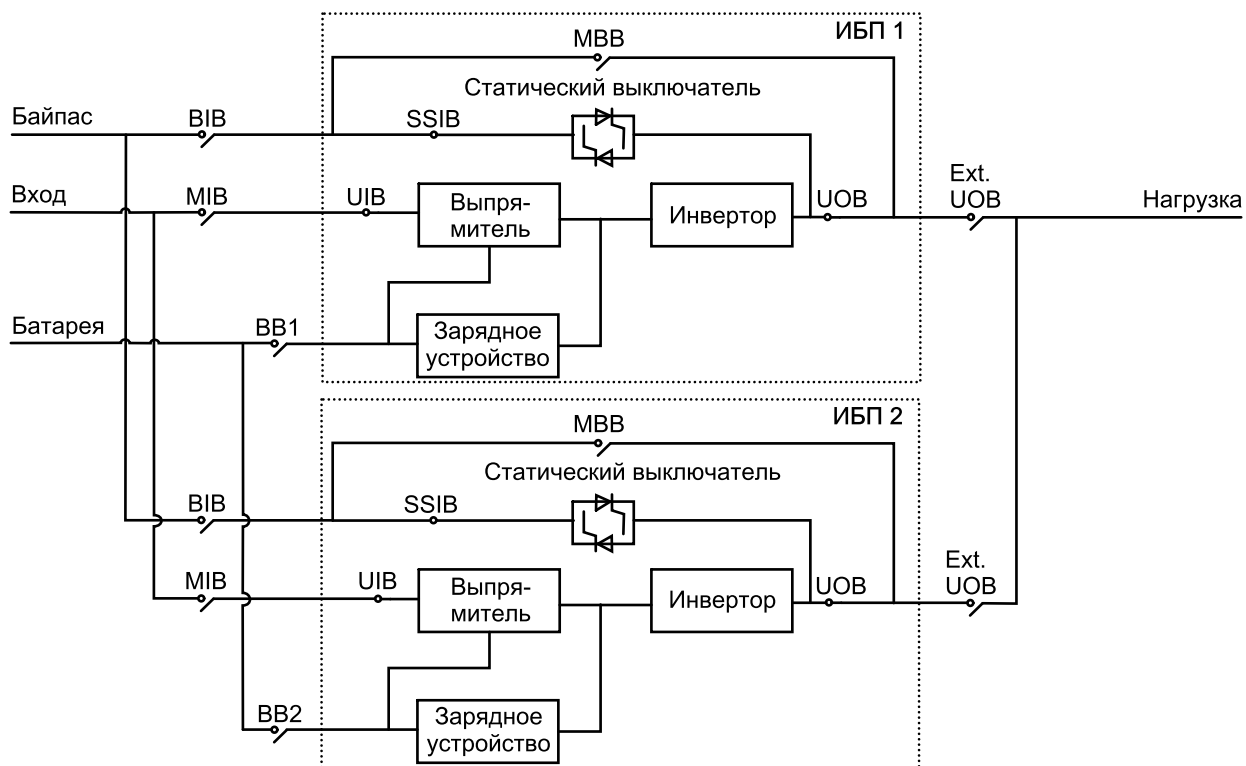 ИБП 1
MBB
Статический выключатель
Байпас
BIB
SSIB
Вход
MIB
UIB
Выпря-
митель
Инвертор
UOB
Ext.
UOB
Нагрузка
Батарея
BB1
Зарядное
устройство
ИБП 2
MBB
Статический выключатель
BIB
SSIB
MIB
UIB
Выпря-
митель
Инвертор
UOB
Ext.
UOB
BB2
Зарядное
устройство